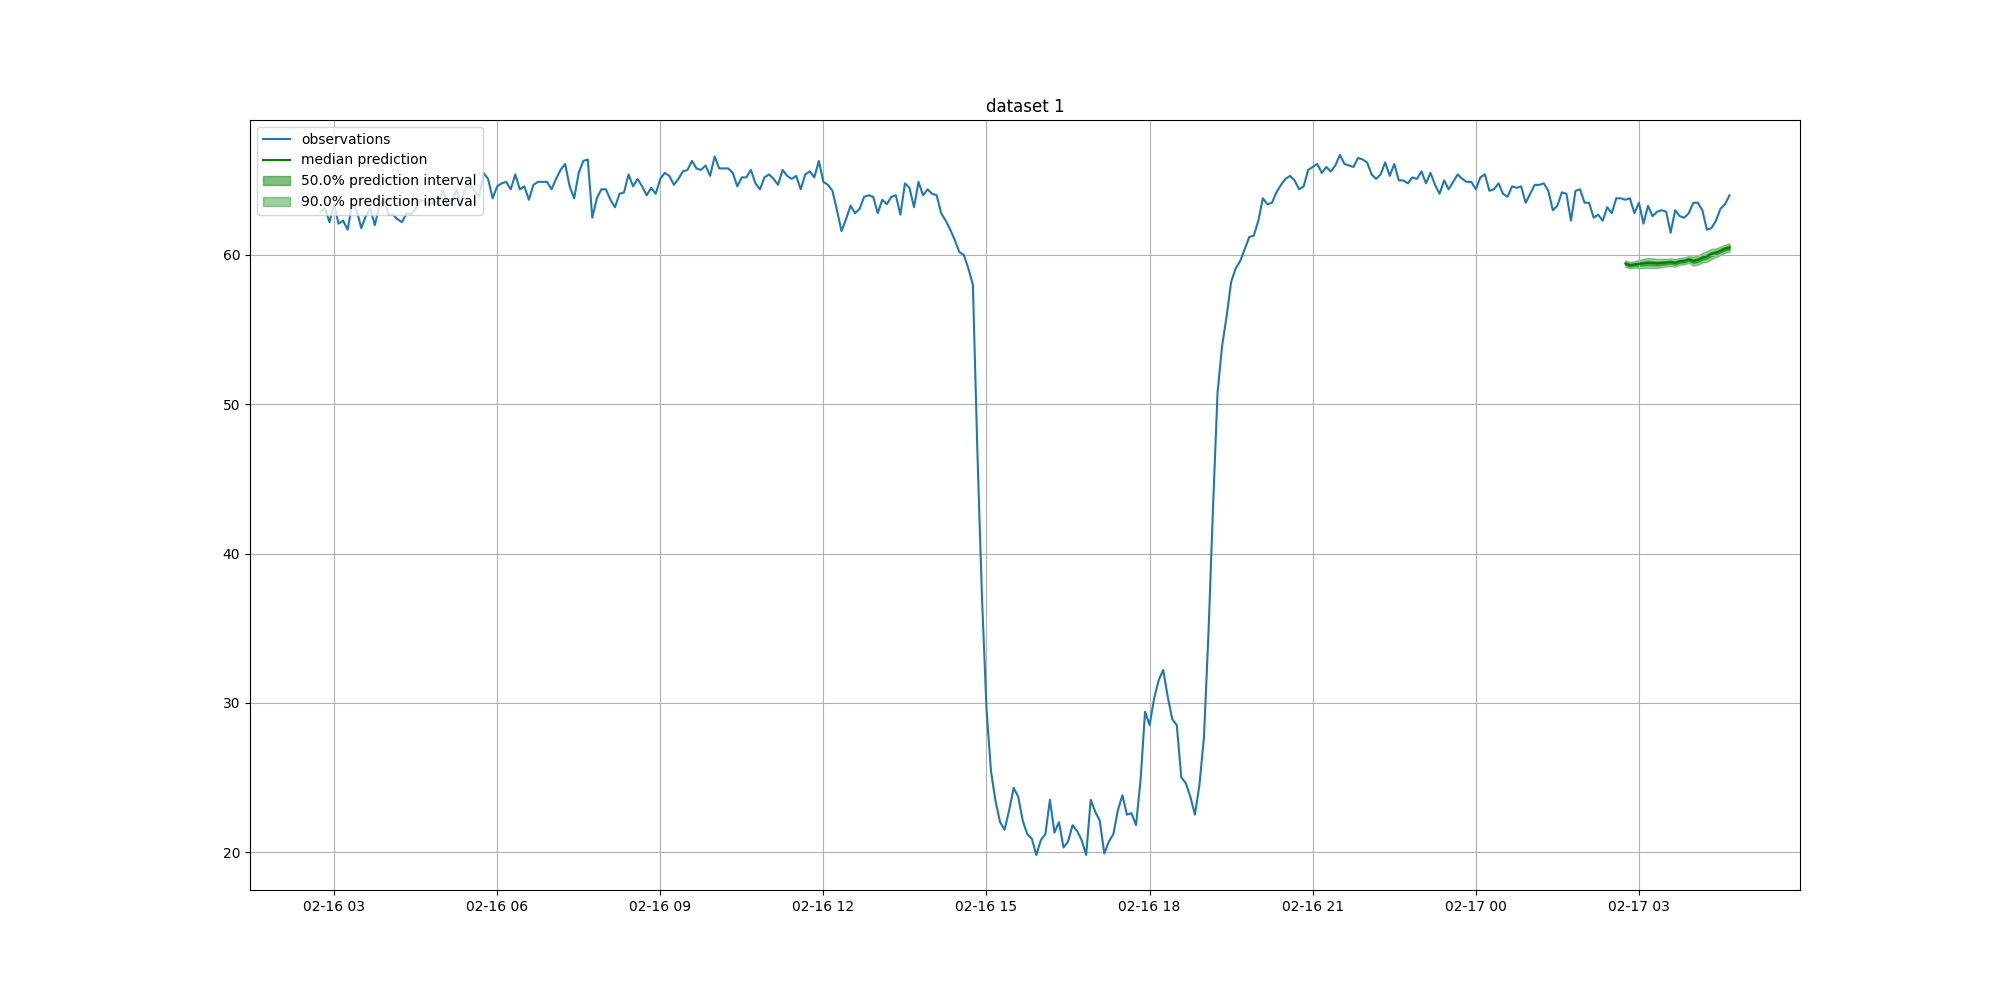 dataset 1
observations
median prediction
50.0% prediction interval
90.0% prediction interval
60
50
40
30
20
02-16 03
02-16 06
02-16 09
02-16 12
02-16 15
02-16 18
02-16 21
02-17 00
02-17 03